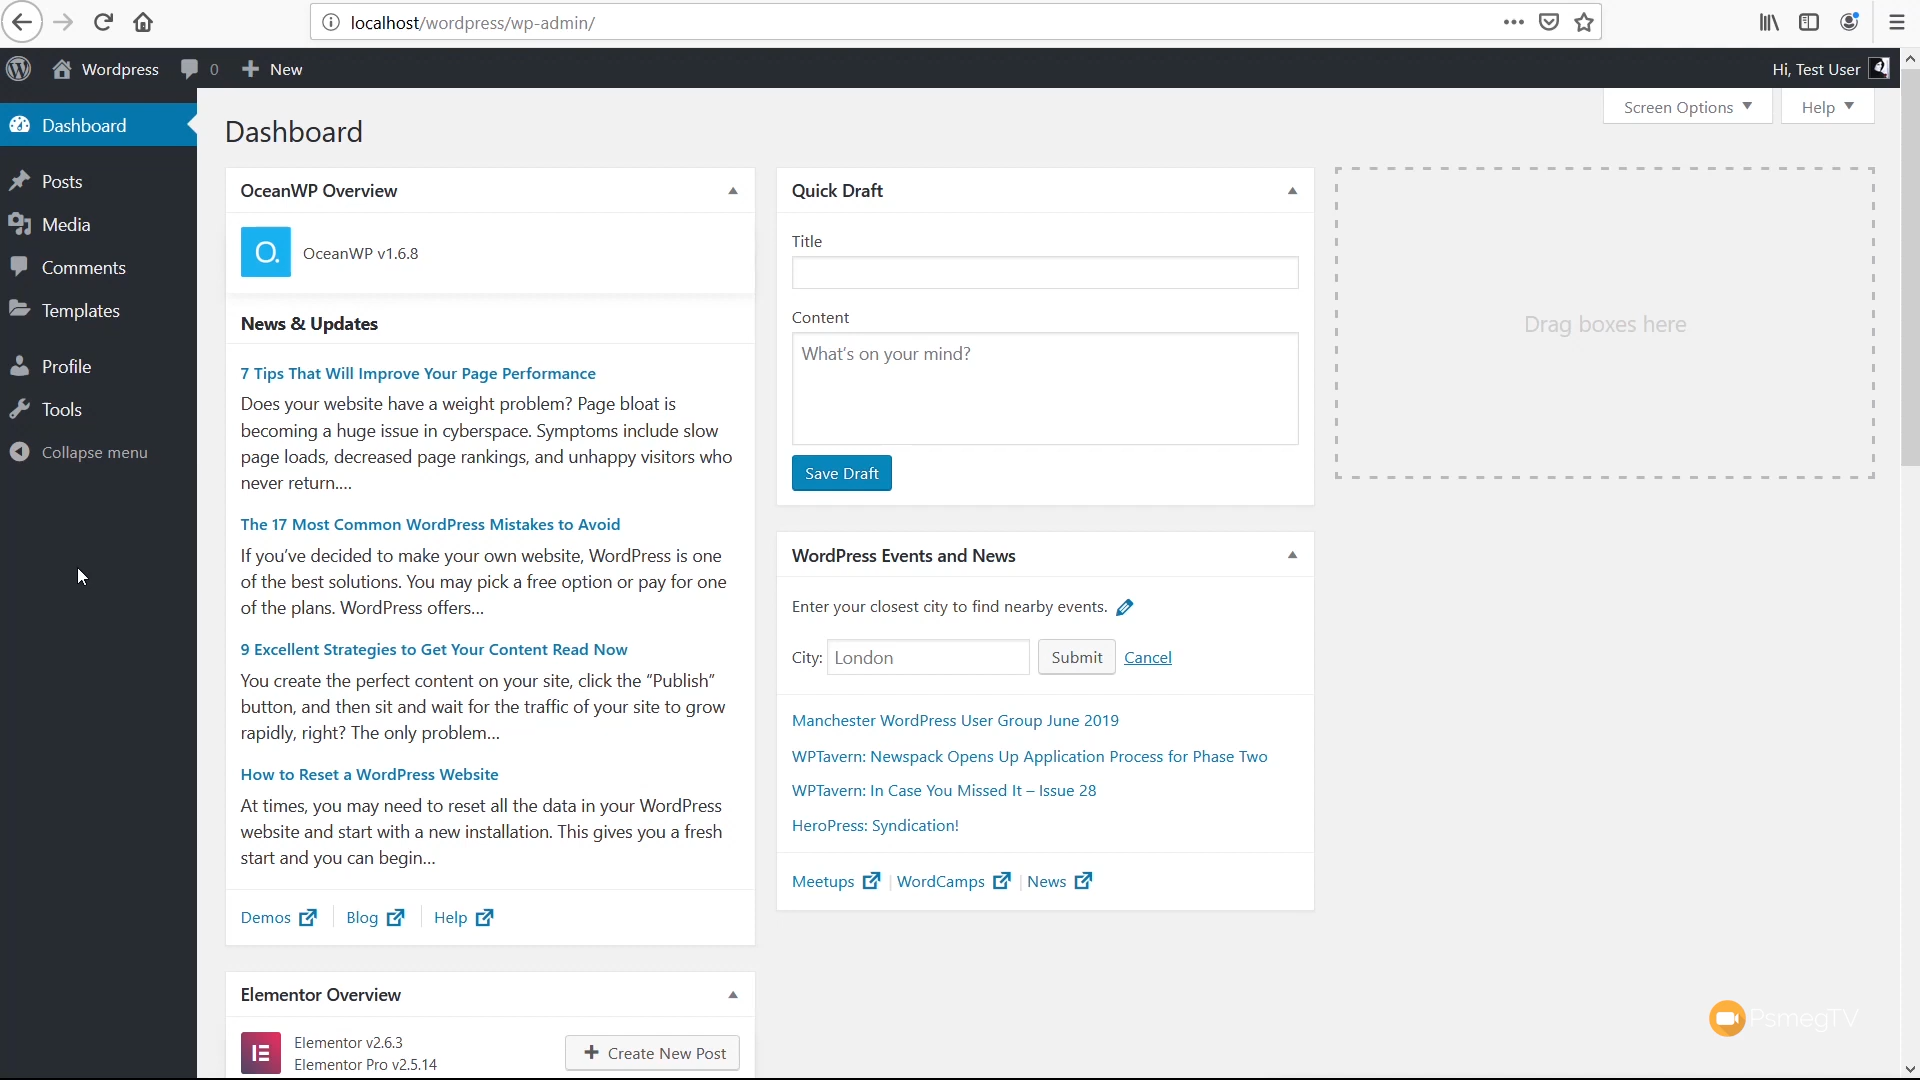 localhost/wordpress/wp-admin/
Wordpress 0 New Hi, Test User
Screen Options Help
Dashboard
Posts
Media
Comments
Templates
Profile
Tools
Collapse menu
Dashboard
OceanWP Overview
O.
OceanWP v1.6.8
News & Updates
7 Tips That Will Improve Your Page Performance
Does your website have a weight problem? Page bloat is
becoming a huge issue in cyberspace. Symptoms include slow
page loads, decreased page rankings, and unhappy visitors who
never return....
The 17 Most Common WordPress Mistakes to Avoid
If you've decided to make your own website, WordPress is one
of the best solutions. You may pick a free option or pay for one
of the plans. WordPress offers...
9 Excellent Strategies to Get Your Content Read Now
You create the perfect content on your site, click the “Publish”
button, and then sit and wait for the traffic of your site to grow
rapidly, right? The only problem...
How to Reset a WordPress Website
At times, you may need to reset all the data in your WordPress
website and start with a new installation. This gives you a fresh
start and you can begin...
Demos Blog Help
Elementor Overview
Elementor v2.6.3
Elementor Pro v2.5.14
Create New Post
Quick Draft
Title
Content
What's on your mind?
Save Draft
WordPress Events and News
Enter your closest city to find nearby events.
City: London Submit Cancel
Manchester WordPress User Group June 2019
WPTavern: Newspack Opens Up Application Process for Phase Two
WPTavern: In Case You Missed It – Issue 28
HeroPress: Syndication!
Meetups WordCamps News
Drag boxes here
PsmegTV